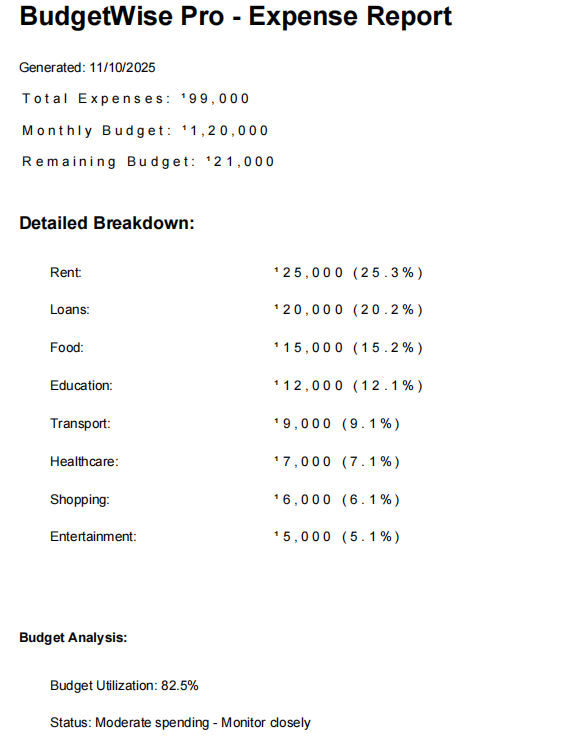 BudgetWise Pro - Expense Report
Generated: 11/10/2025
Total Expenses: ¹99,000
Monthly Budget: ¹1,20,000
Remaining Budget: ¹21,000
Detailed Breakdown:
Rent: ¹25,000 (25.3%)
Loans: ¹20,000 (20.2%)
Food: ¹15,000 (15.2%)
Education: ¹12,000 (12.1%)
Transport: ¹9,000 (9.1%)
Healthcare: ¹7,000 (7.1%)
Shopping: ¹6,000 (6.1%)
Entertainment: ¹5,000 (5.1%)
Budget Analysis:
Budget Utilization: 82.5%
Status: Moderate spending - Monitor closely